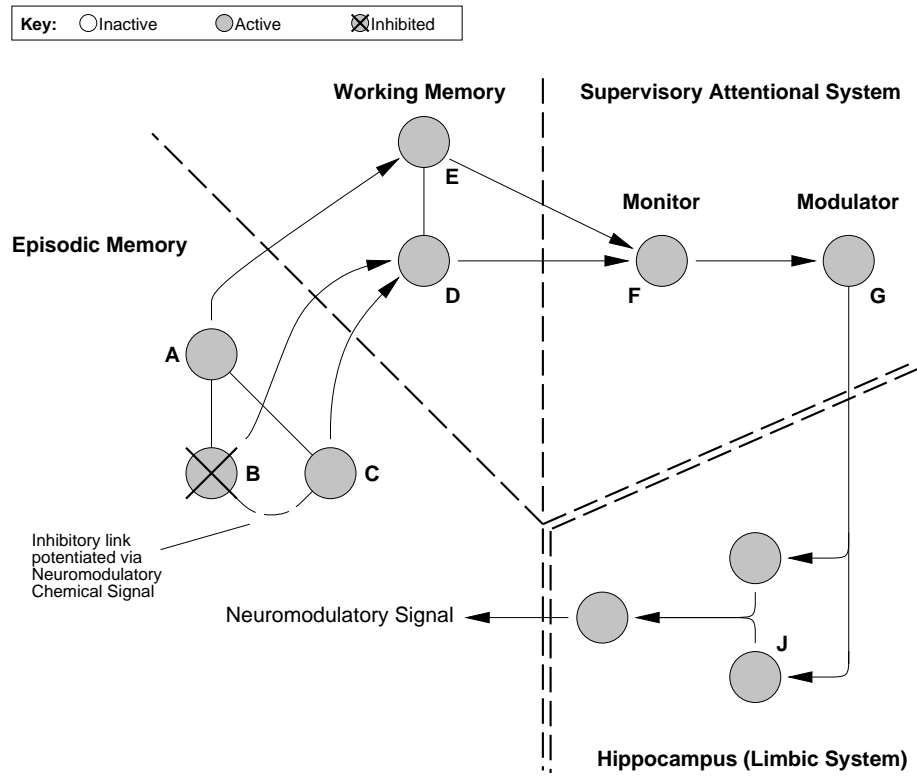 Key: Inactive Active Inhibited
Working Memory
Supervisory Attentional System
E
Monitor
Modulator
Episodic Memory
D
F
G
A
B
C
Inhibitory link
potentiated via
Neuromodulatory
Chemical Signal
Neuromodulatory Signal
J
Hippocampus (Limbic System)